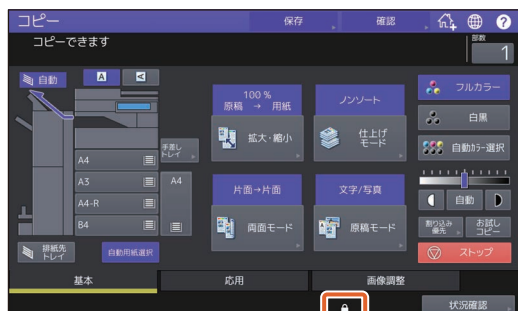 コピー
保存
確認
?
コピーできます
部数
1
自動
A
A
100 %
原稿 → 用紙
拡大・縮小
ノンソート
仕上げ
モード
フルカラー
白黒
自動カラー選択
手差し
トレイ
A4
A4
A3
A4-R
B4
片面→片面
両面モード
文字/写真
原稿モード
自動
割り込み
優先
お試し
コピー
排紙先
トレイ
自動用紙選択
ストップ
基本
応用
画像調整
状況確認